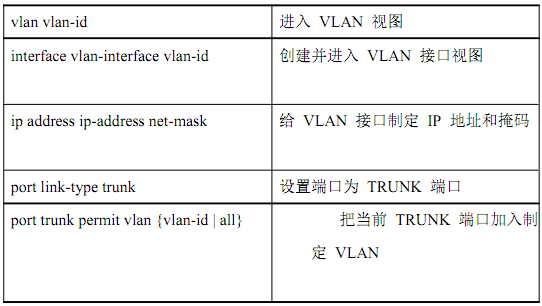 vlan vlan-id 进入 VLAN 视图
interface vlan-interface vlan-id 创建并进入 VLAN 接口视图
ip address ip-address net-mask 给 VLAN 接口制定 IP 地址和掩码
port link-type trunk 设置端口为 TRUNK 端口
port trunk permit vlan {vlan-id | all} 把当前 TRUNK 端口加入制
定 VLAN